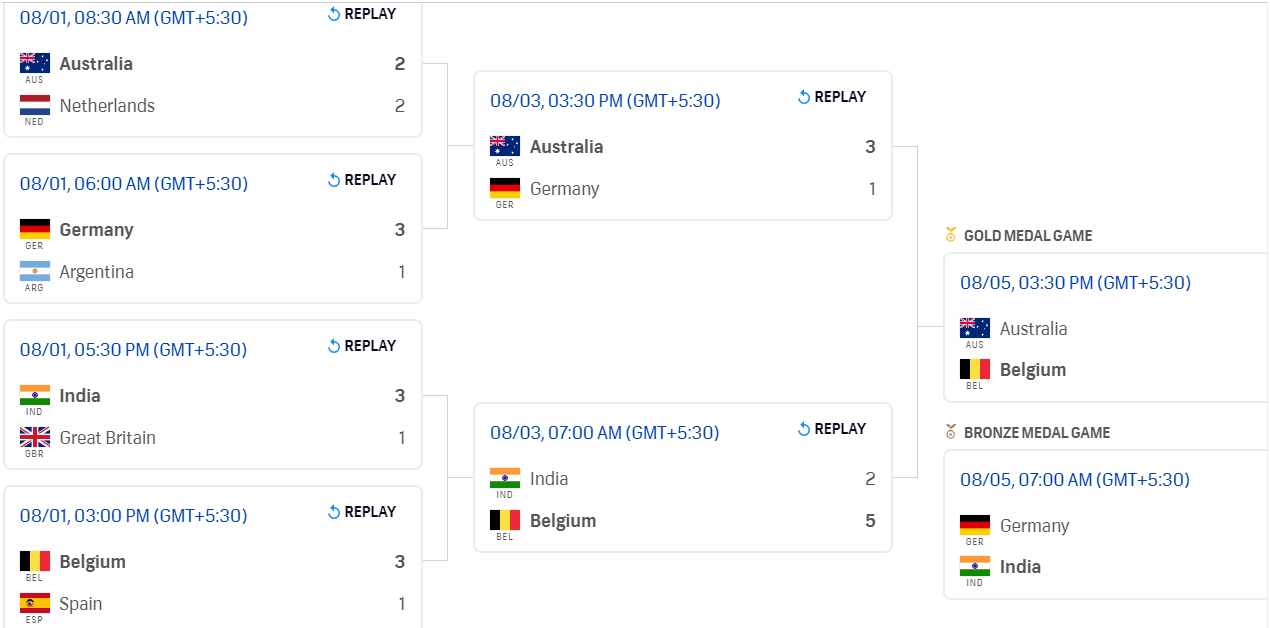 08/01, 08:30 AM (GMT+5:30) REPLAY
Australia 2
AUS
Netherlands 2
NED
08/01, 06:00 AM (GMT+5:30) REPLAY
Germany 3
GER
Argentina 1
ARG
08/01, 05:30 PM (GMT+5:30) REPLAY
India 3
IND
Great Britain 1
GBR
08/01, 03:00 PM (GMT+5:30) REPLAY
Belgium 3
BEL
Spain 1
ESP
08/03, 03:30 PM (GMT+5:30) REPLAY
Australia 3
AUS
Germany 1
GER
08/03, 07:00 AM (GMT+5:30) REPLAY
India 2
IND
Belgium 5
BEL
GOLD MEDAL GAME
08/05, 03:30 PM (GMT+5:30)
Australia
AUS
Belgium
BEL
BRONZE MEDAL GAME
08/05, 07:00 AM (GMT+5:30)
Germany
GER
India
IND